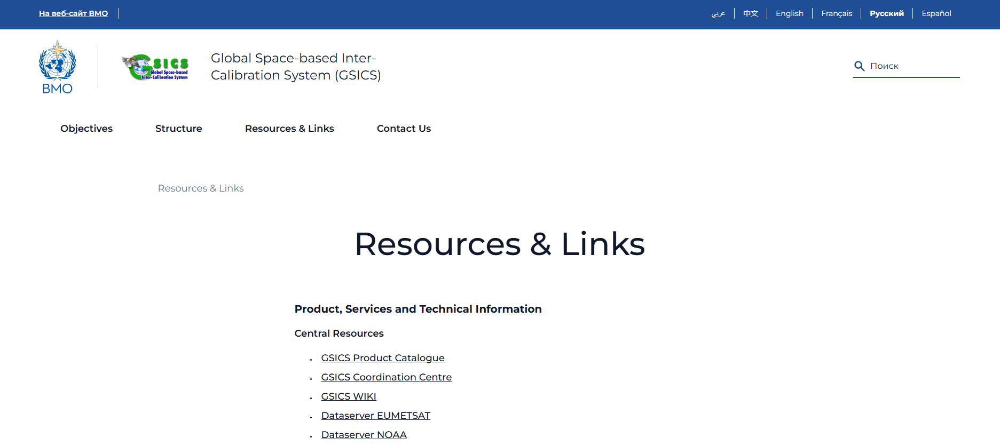 На веб-сайт ВМО
عربي
中文
English
Français
Русский
Español
ВМО
GSICS
Global Space-based
Inter-Calibration System
Global Space-based Inter-
Calibration System (GSICS)
Поиск
Objectives
Structure
Resources & Links
Contact Us
Resources & Links
Resources & Links
Product, Services and Technical Information
Central Resources
GSICS Product Catalogue
GSICS Coordination Centre
GSICS WIKI
Dataserver EUMETSAT
Dataserver NOAA